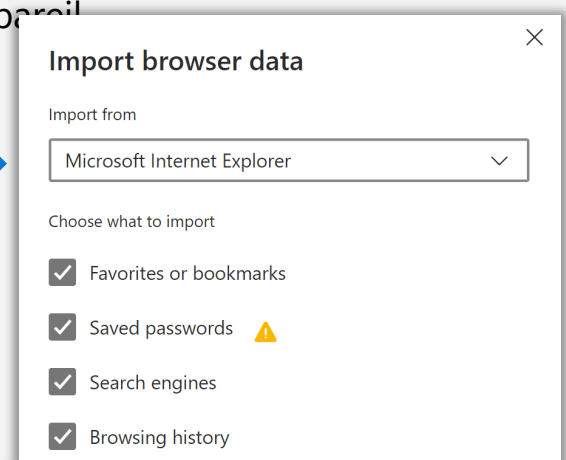 pareil
Import browser data
Import from
Microsoft Internet Explorer
Choose what to import
Favorites or bookmarks
Saved passwords
Search engines
Browsing history